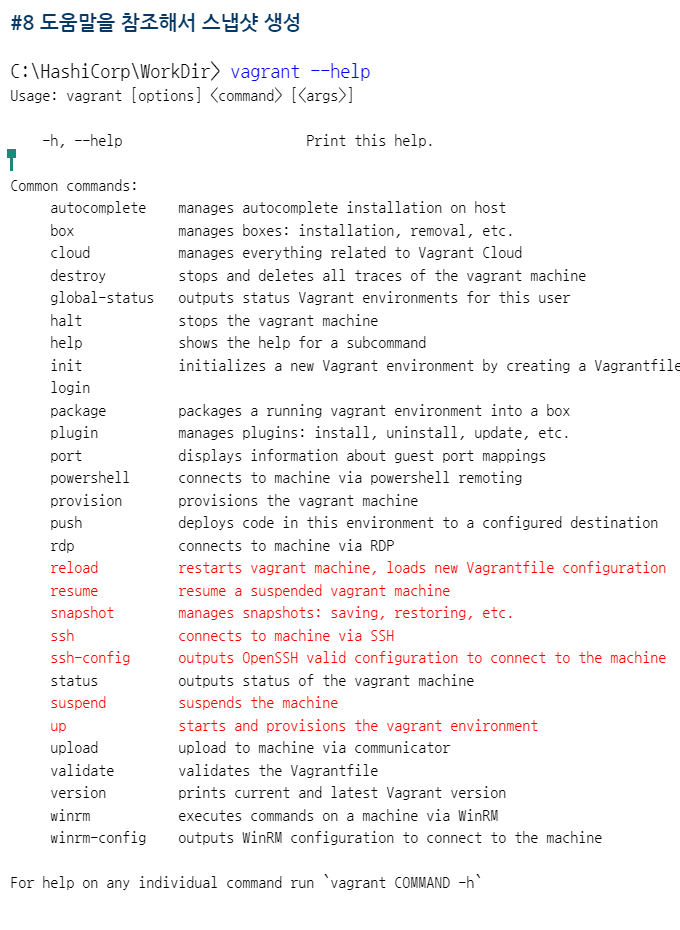 #8 도움말을 참조해서 스냅샷 생성
C:\HashiCorp\WorkDir> vagrant --help
Usage: vagrant [options] <command> [<args>]
-h, --help Print this help.
Common commands:
autocomplete manages autocomplete installation on host
box manages boxes: installation, removal, etc.
cloud manages everything related to Vagrant Cloud
destroy stops and deletes all traces of the vagrant machine
global-status outputs status Vagrant environments for this user
halt stops the vagrant machine
help shows the help for a subcommand
init initializes a new Vagrant environment by creating a Vagrantfile
login
package packages a running vagrant environment into a box
plugin manages plugins: install, uninstall, update, etc.
port displays information about guest port mappings
powershell connects to machine via powershell remoting
provision provisions the vagrant machine
push deploys code in this environment to a configured destination
rdp connects to machine via RDP
reload restarts vagrant machine, loads new Vagrantfile configuration
resume resume a suspended vagrant machine
snapshot manages snapshots: saving, restoring, etc.
ssh connects to machine via SSH
ssh-config outputs OpenSSH valid configuration to connect to the machine
status outputs status of the vagrant machine
suspend suspends the machine
up starts and provisions the vagrant environment
upload upload to machine via communicator
validate validates the Vagrantfile
version prints current and latest Vagrant version
winrm executes commands on a machine via WinRM
winrm-config outputs WinRM configuration to connect to the machine
For help on any individual command run `vagrant COMMAND -h`